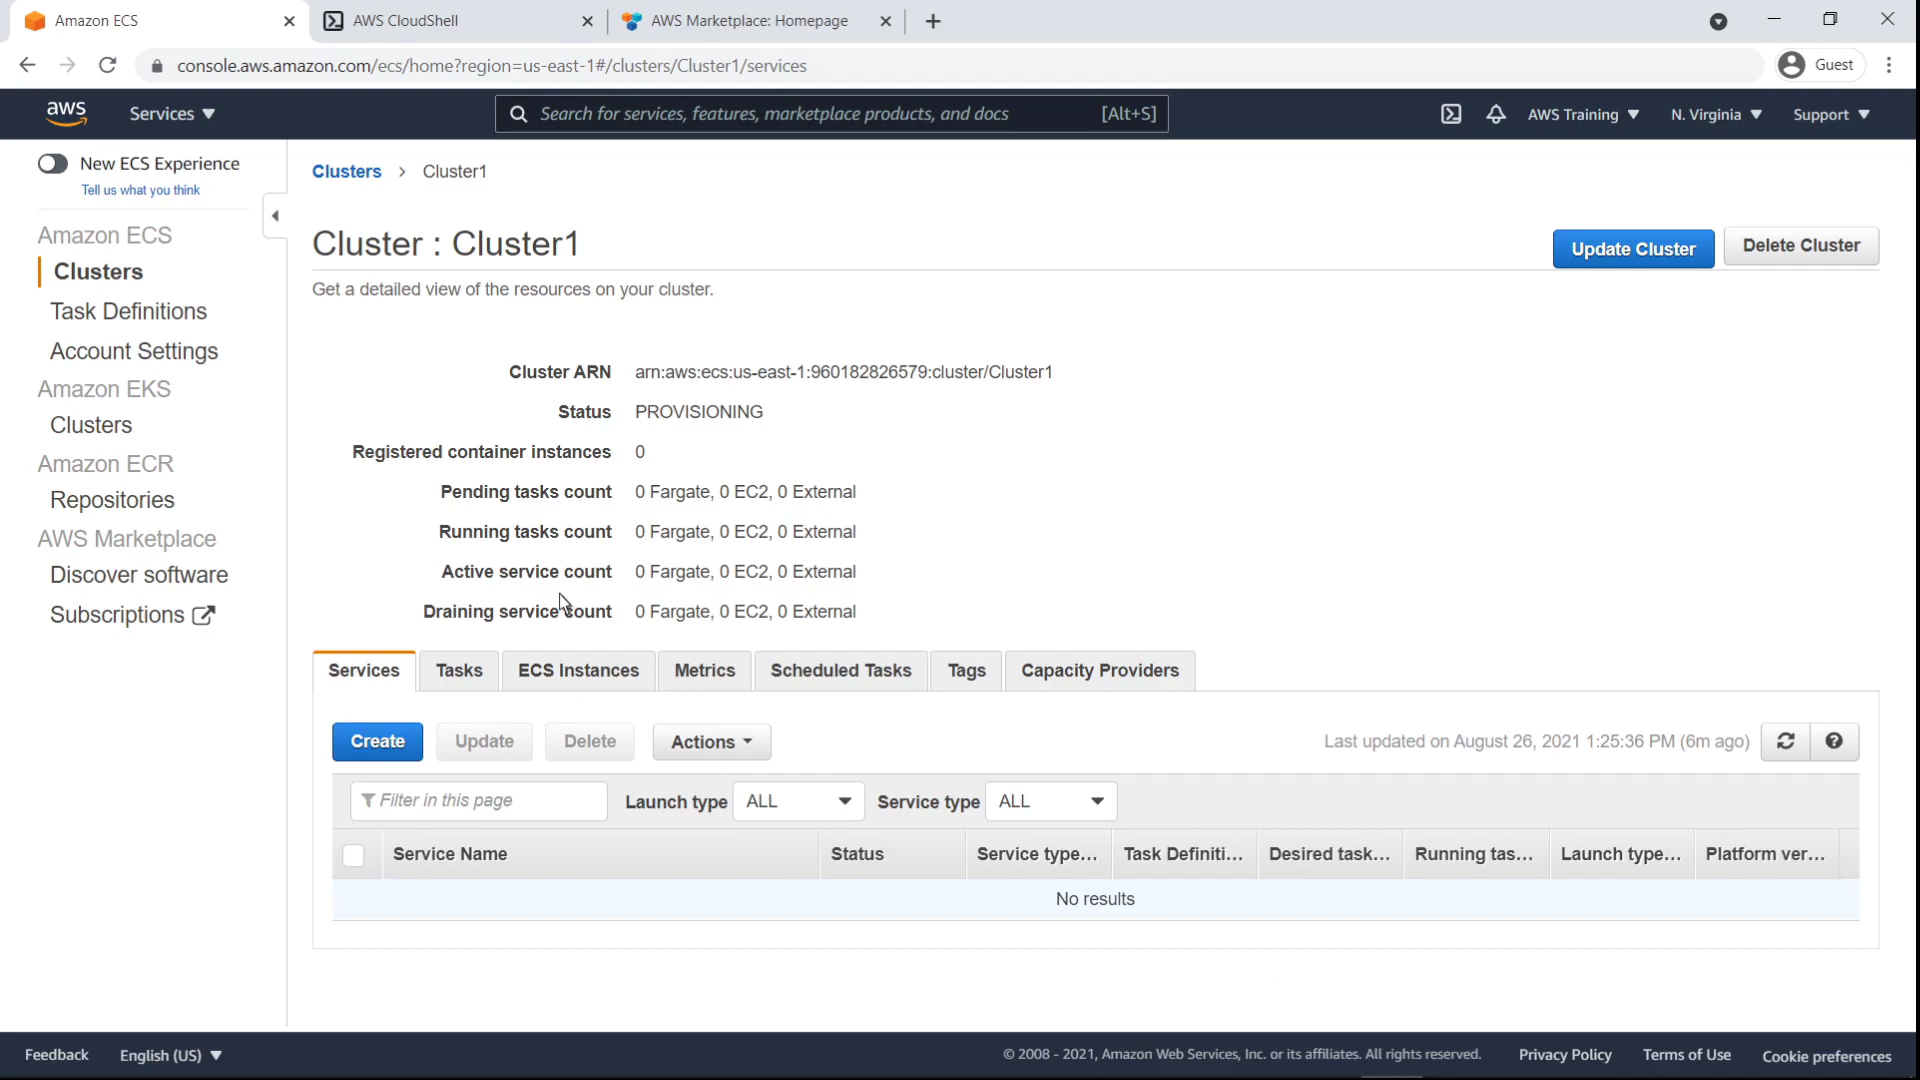 Amazon ECS
AWS CloudShell
AWS Marketplace: Homepage
console.aws.amazon.com/ecs/home?region=us-east-1#/clusters/Cluster1/services
Guest
aws
Services
Search for services, features, marketplace products, and docs
[Alt+S]
AWS Training
N. Virginia
Support
New ECS Experience
Tell us what you think
Amazon ECS
Clusters
Task Definitions
Account Settings
Amazon EKS
Clusters
Amazon ECR
Repositories
AWS Marketplace
Discover software
Subscriptions
Clusters > Cluster1
Cluster : Cluster1
Update Cluster
Delete Cluster
Get a detailed view of the resources on your cluster.
Cluster ARN arn:aws:ecs:us-east-1:960182826579:cluster/Cluster1
Status PROVISIONING
Registered container instances 0
Pending tasks count 0 Fargate, 0 EC2, 0 External
Running tasks count 0 Fargate, 0 EC2, 0 External
Active service count 0 Fargate, 0 EC2, 0 External
Draining service count 0 Fargate, 0 EC2, 0 External
Services Tasks ECS Instances Metrics Scheduled Tasks Tags Capacity Providers
Create Update Delete Actions
Last updated on August 26, 2021 1:25:36 PM (6m ago)
Filter in this page Launch type ALL Service type ALL
Service Name Status Service type... Task Definiti... Desired task... Running tas... Launch type... Platform ver...
No results
Feedback English (US)
© 2008 - 2021, Amazon Web Services, Inc. or its affiliates. All rights reserved. Privacy Policy Terms of Use Cookie preferences